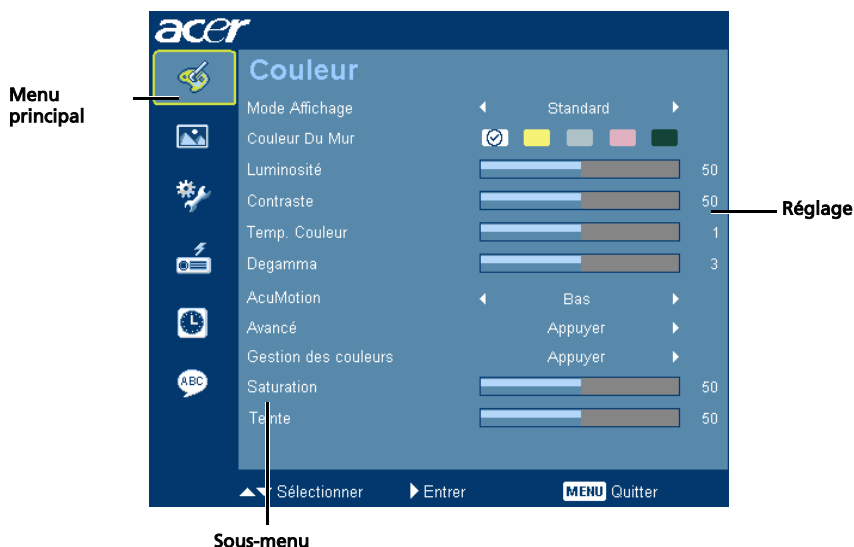 acer
Couleur
Menu
principal
Mode Affichage Standard
Couleur Du Mur
Luminosité 50
Contraste 50
Réglage
Temp. Couleur 1
Degamma 3
AcuMotion Bas
Avancé Appuyer
Gestion des couleurs Appuyer
ABC
Saturation 50
Teinte 50
Sélectionner Entrer MENU Quitter
Sous-menu